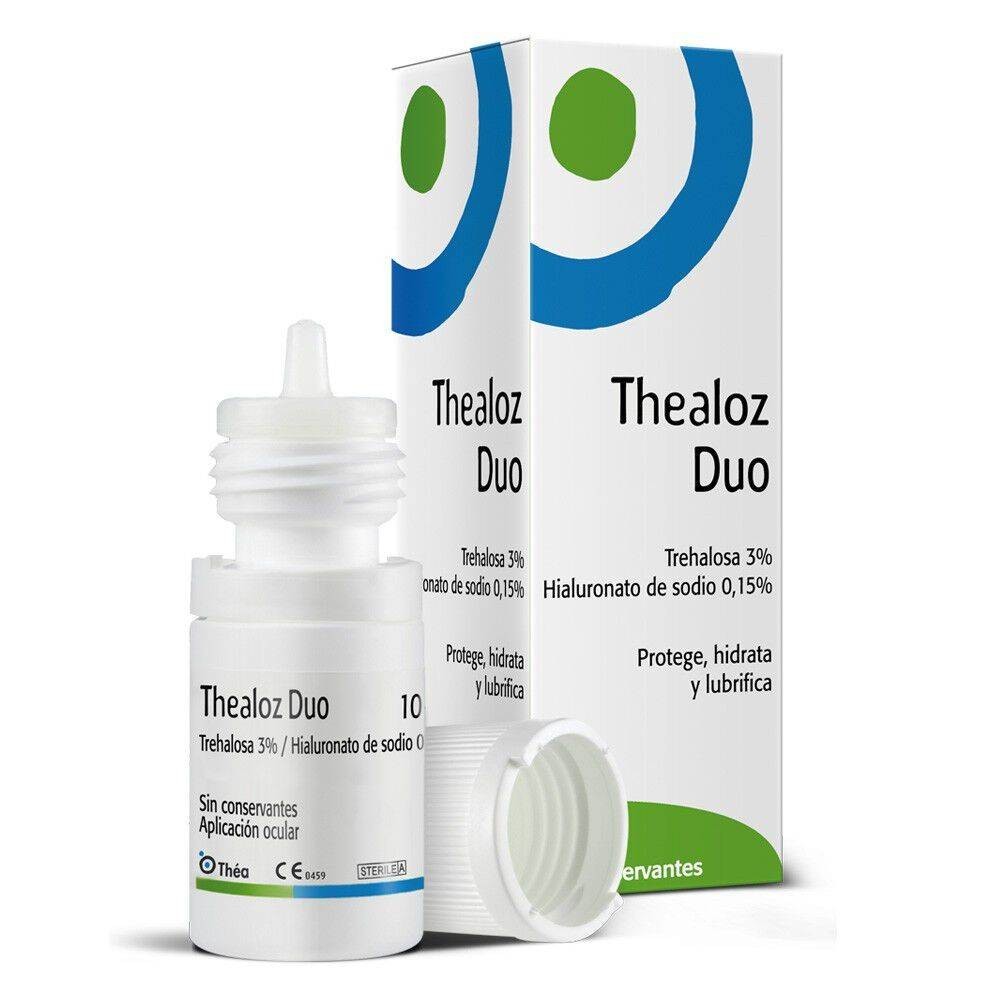 Thealoz
Duo
Trehalosa 3%
Hialuronato de sodio 0,15%
Protege, hidrata
y lubrifica
Thealoz
Duo
Trehalosa 3%
de sodio 0,15%
Protege, hidrata
y lubrifica
Thealoz Duo 10
Trehalosa 3% / Hialuronato de sodio
Sin conservantes
Aplicación ocular
Théa CE 0459 STERILE A